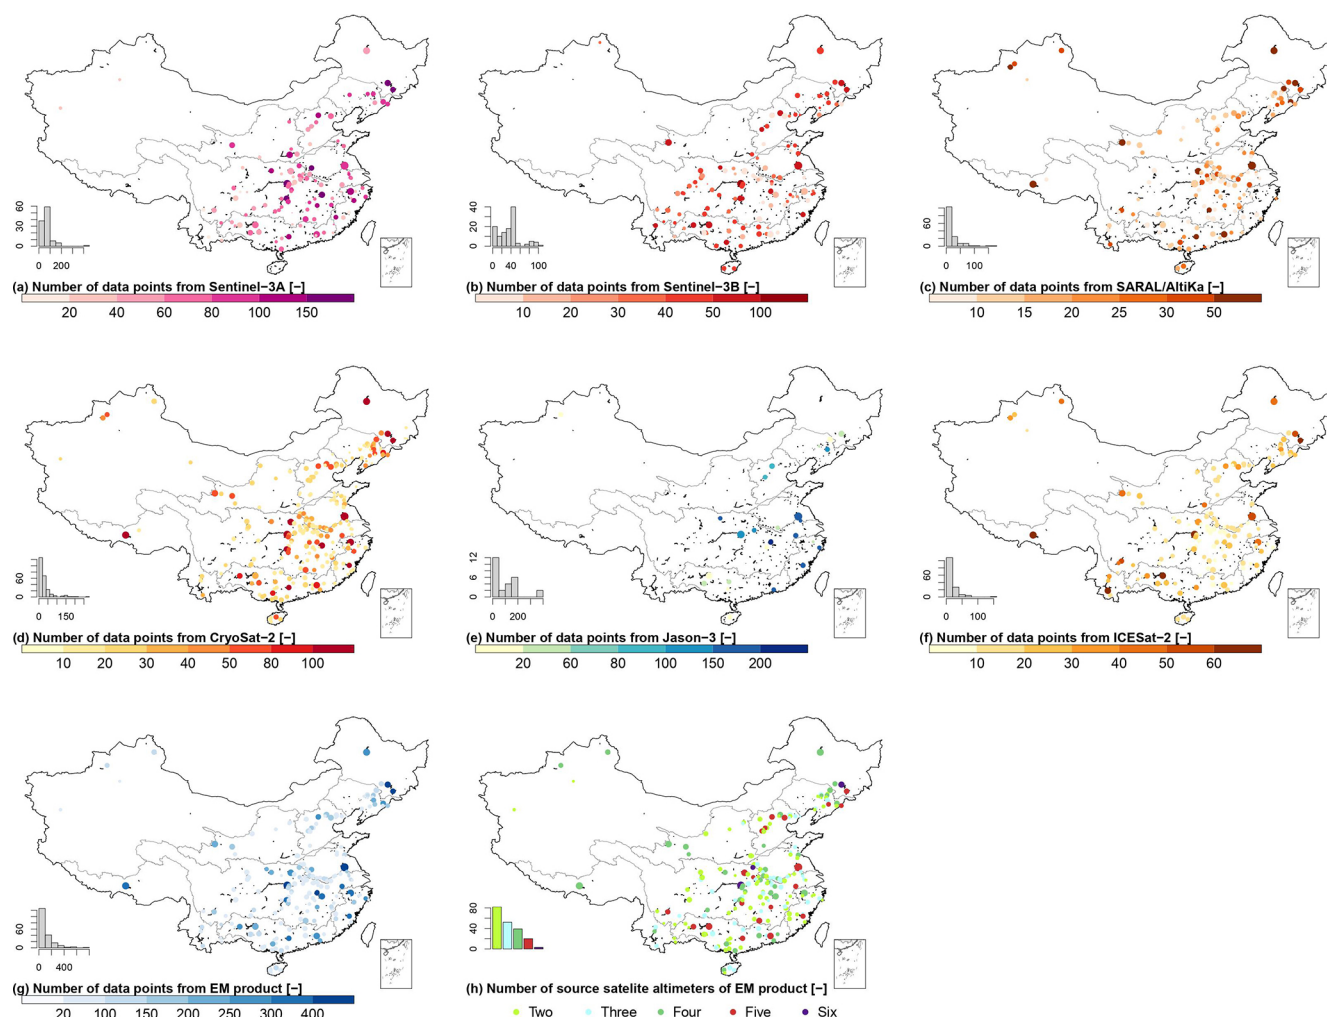 60
30
0
0 200
(a) Number of data points from Sentinel−3A [−]
20 40 60 80 100 150
40
20
0
0 40 100
(b) Number of data points from Sentinel−3B [−]
10 20 30 40 50 100
60
0
0 100
(c) Number of data points from SARAL/AltiKa [−]
10 15 20 25 30 50
60
0
0 150
(d) Number of data points from CryoSat−2 [−]
10 20 30 40 50 80 100
12
6
0
0 200
(e) Number of data points from Jason−3 [−]
20 60 80 100 150 200
60
0
0 100
(f) Number of data points from ICESat−2 [−]
10 20 30 40 50 60
60
0
0 400
(g) Number of data points from EM product [−]
20 100 150 200 250 300 400
80
40
0
(h) Number of source satelite altimeters of EM product [−]
Two Three Four Five Six